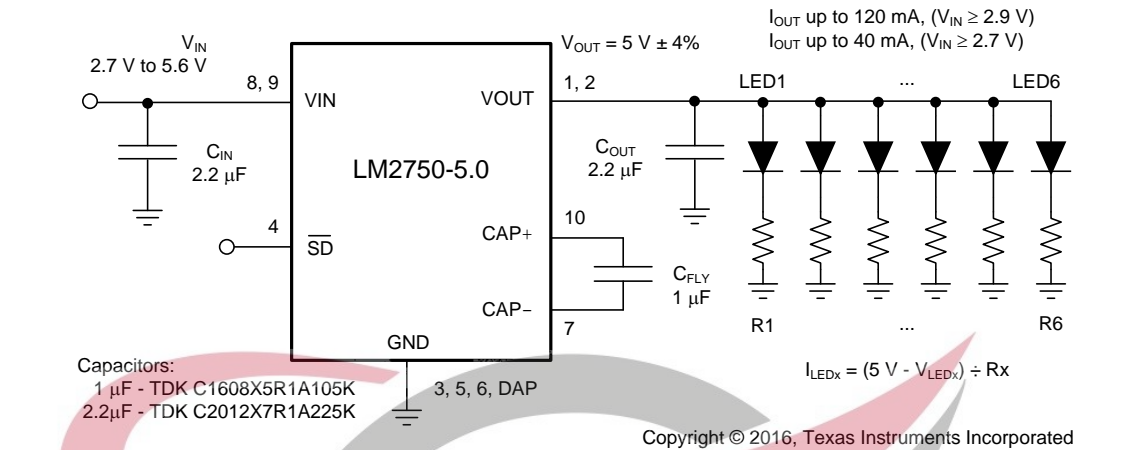 I_OUT up to 120 mA, (V_IN ≥ 2.9 V)
I_OUT up to 40 mA, (V_IN ≥ 2.7 V)
V_IN
2.7 V to 5.6 V
V_OUT = 5 V ± 4%
8, 9
VIN
VOUT
1, 2
LED1
...
LED6
C_IN
2.2 µF
LM2750-5.0
C_OUT
2.2 µF
4
SD
CAP+
10
C_FLY
1 µF
CAP−
7
R1
...
R6
GND
3, 5, 6, DAP
I_LEDx = (5 V - V_LEDx) ÷ Rx
Capacitors:
1 µF - TDK C1608X5R1A105K
2.2µF - TDK C2012X7R1A225K
Copyright © 2016, Texas Instruments Incorporated